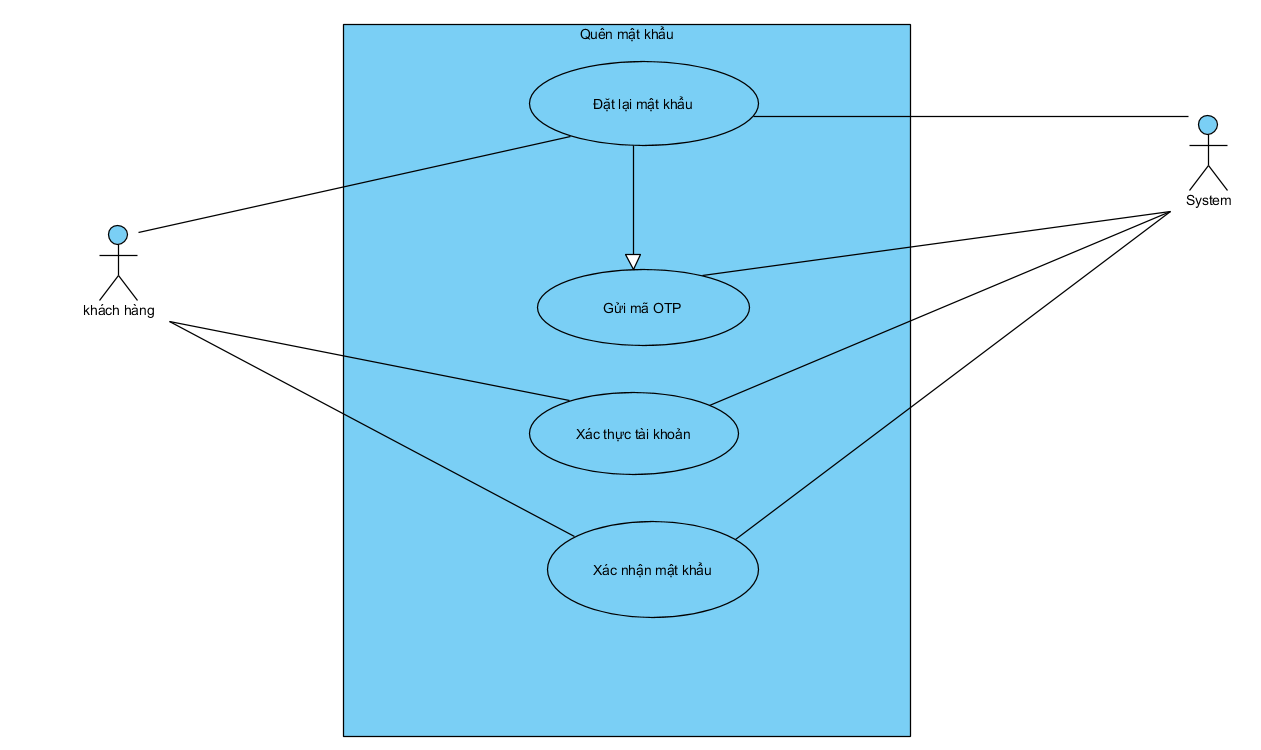 Quên mật khẩu
Đặt lại mật khẩu
System
khách hàng
Gửi mã OTP
Xác thực tài khoản
Xác nhận mật khẩu